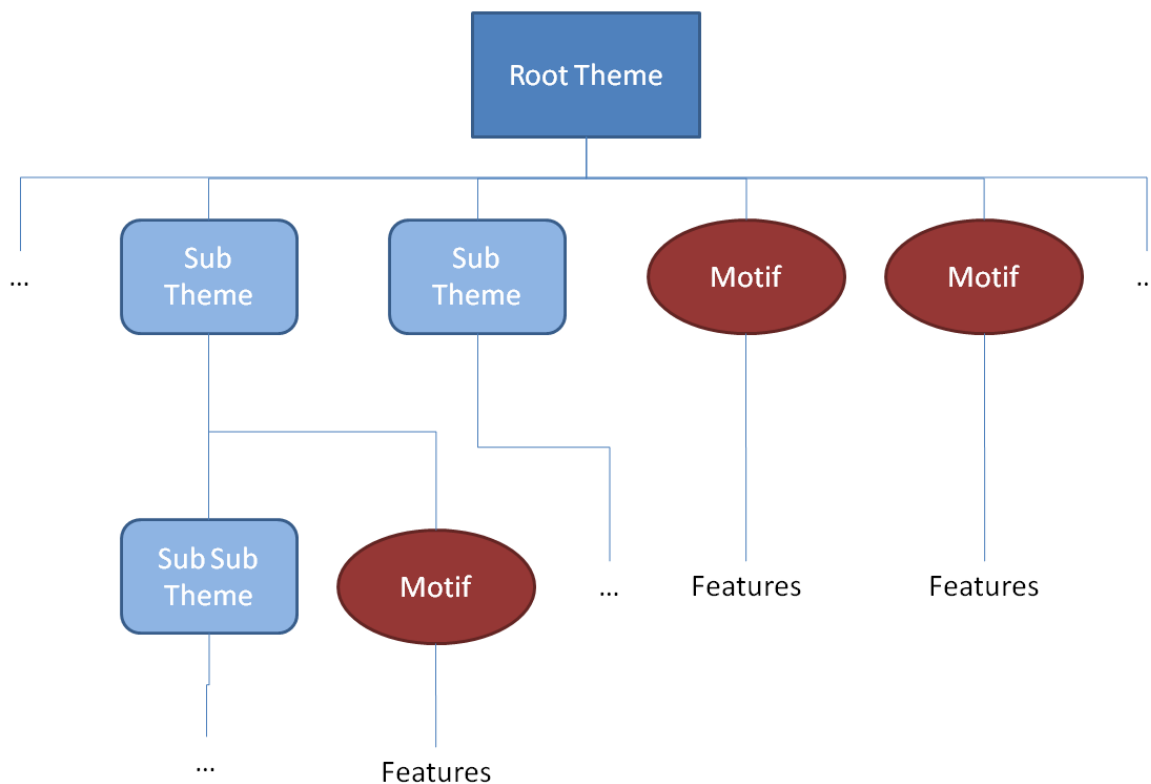 Root Theme
...
Sub
Theme
Sub
Theme
Motif
Motif
..
Sub Sub
Theme
Motif
...
Features
Features
...
Features